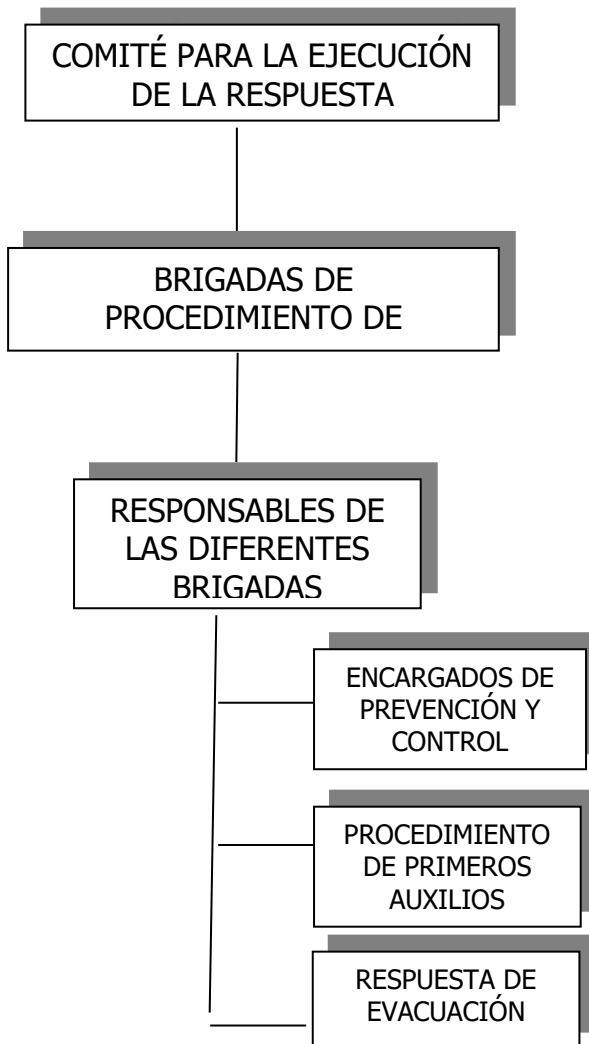 COMITÉ PARA LA EJECUCIÓN
DE LA RESPUESTA
BRIGADAS DE
PROCEDIMIENTO DE
RESPONSABLES DE
LAS DIFERENTES
BRIGADAS
ENCARGADOS DE
PREVENCIÓN Y
CONTROL
PROCEDIMIENTO
DE PRIMEROS
AUXILIOS
RESPUESTA DE
EVACUACIÓN